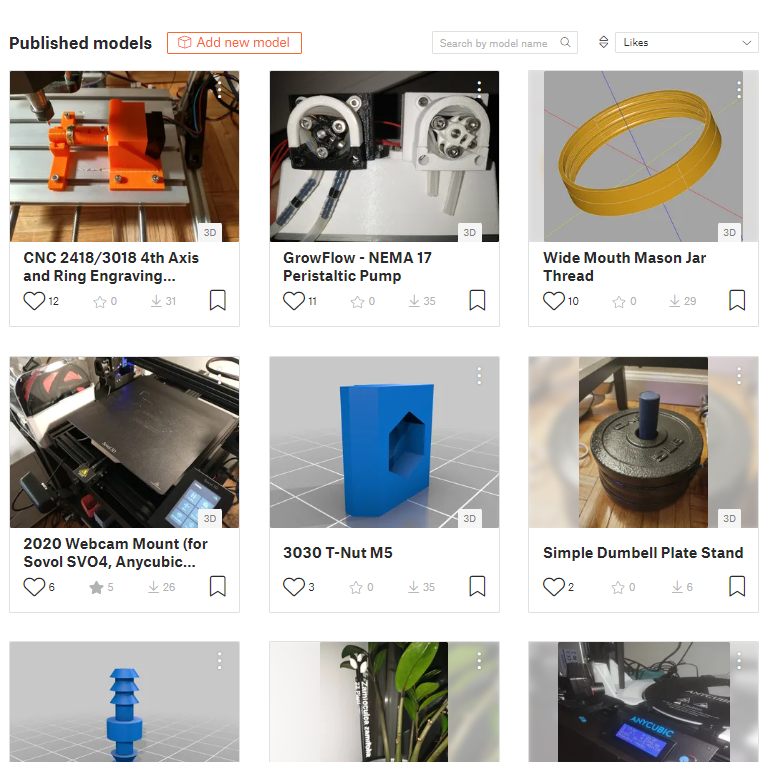 Published models
Add new model
Search by model name
Likes
3D
3D
3D
CNC 2418/3018 4th Axis
and Ring Engraving...
12
0
31
GrowFlow - NEMA 17
Peristaltic Pump
11
0
35
Wide Mouth Mason Jar
Thread
10
0
29
3D
3D
3D
2020 Webcam Mount (for
Sovol SV04, Anycubic...
6
5
26
3030 T-Nut M5
3
0
35
Simple Dumbell Plate Stand
2
0
6
Zamioculcas zamiifolia
ANYCUBIC